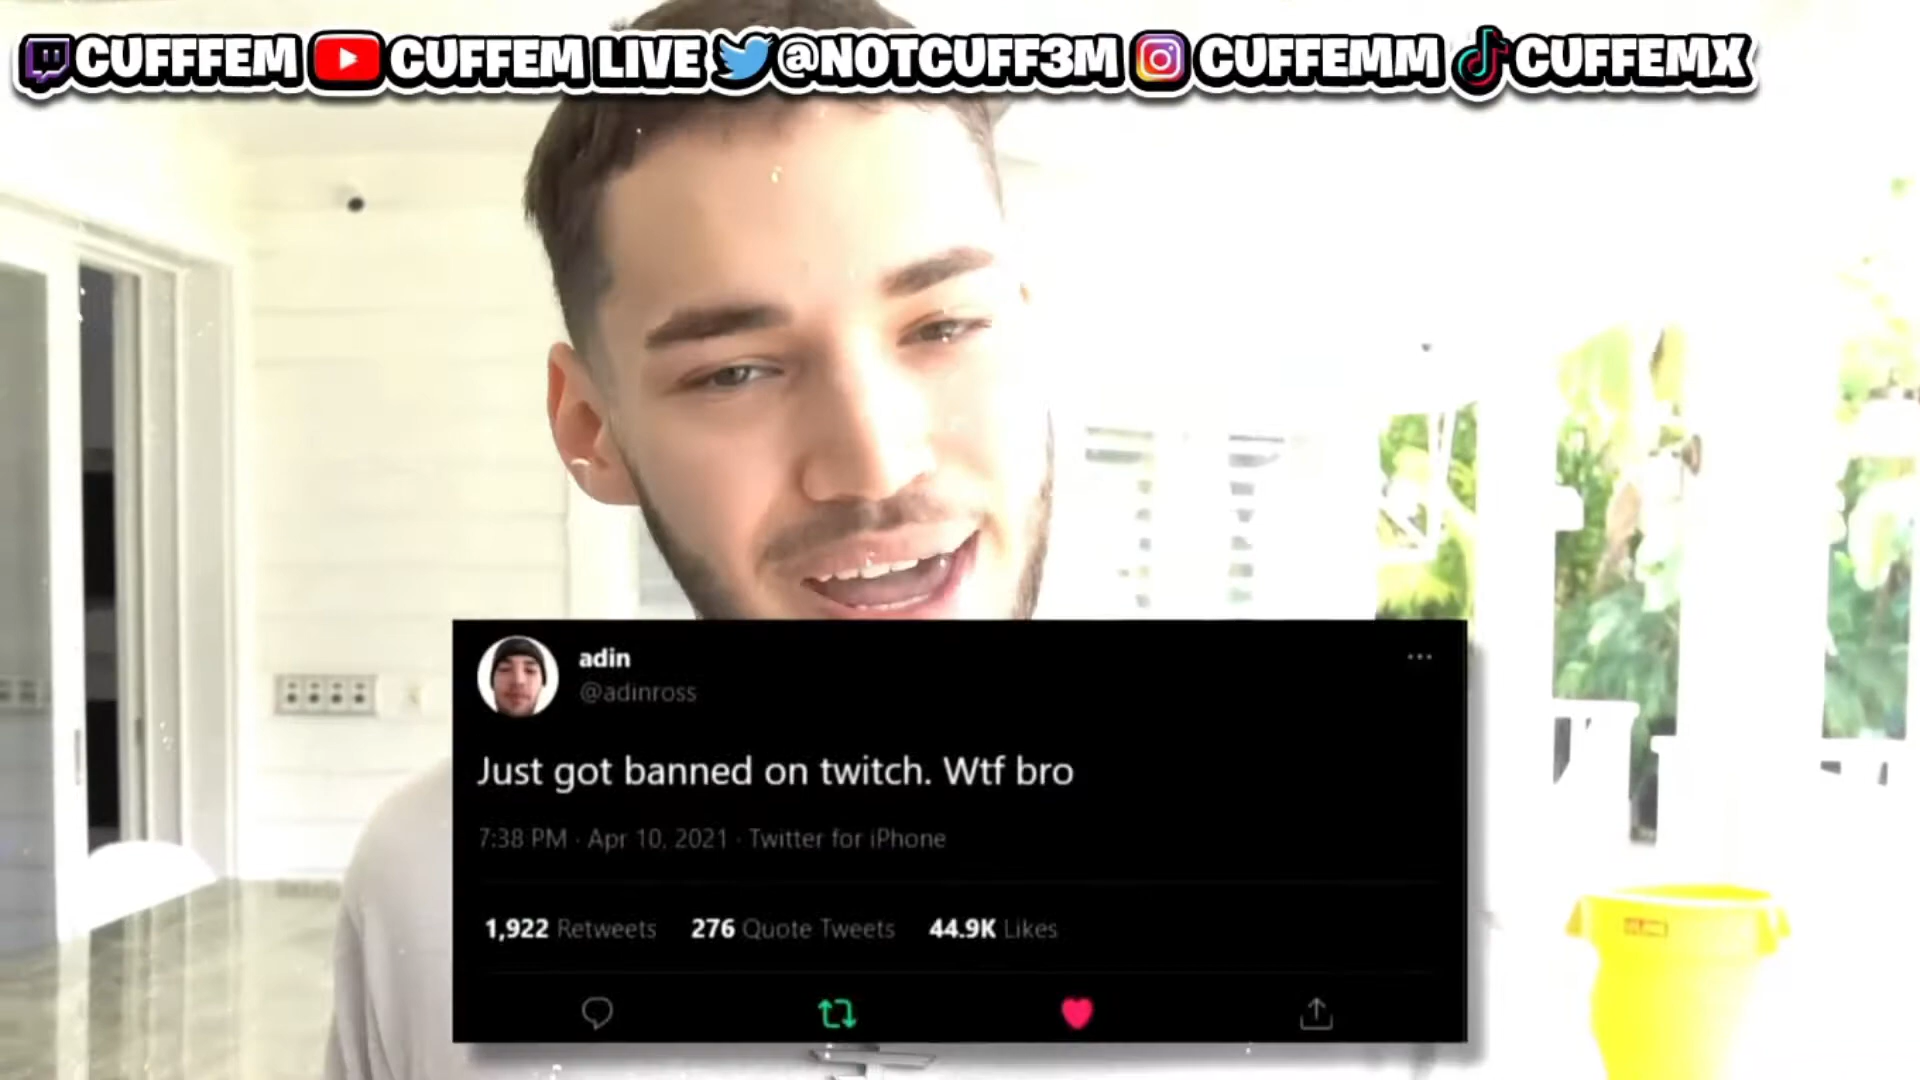 CUFFFEM CUFFEM LIVE @NOTCUFF3M CUFFEMM CUFFEMX
adin
@adinross
Just got banned on twitch. Wtf bro
7:38 PM · Apr 10, 2021 · Twitter for iPhone
1,922 Retweets 276 Quote Tweets 44.9K Likes